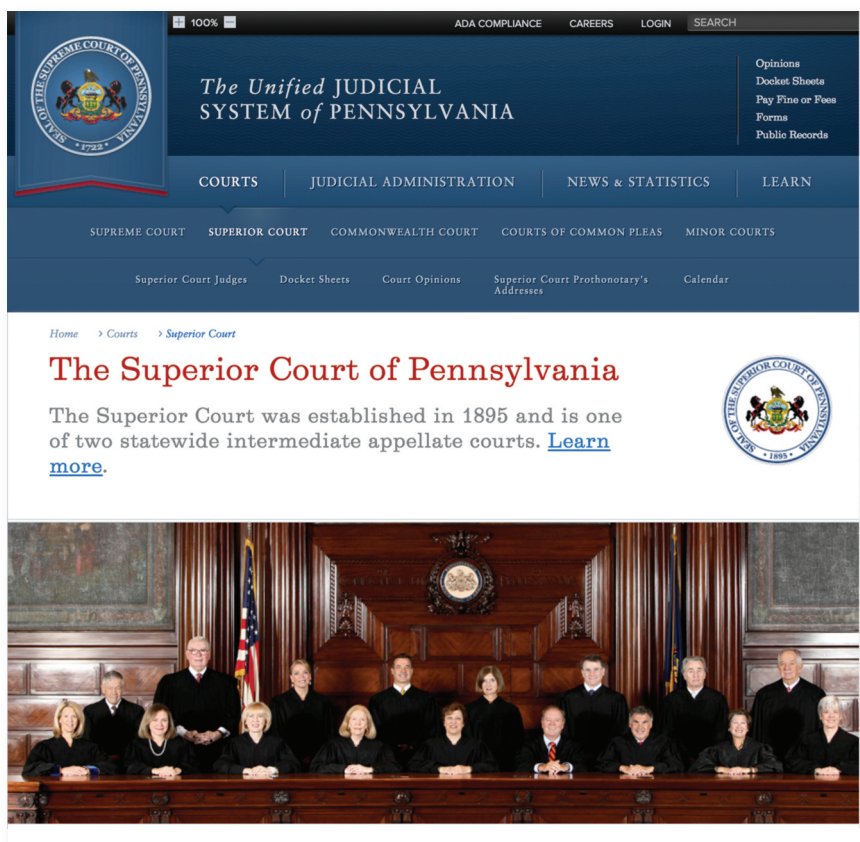 100%
ADA COMPLIANCE
CAREERS
LOGIN
SEARCH
SEAL OF THE SUPREME COURT OF PENNSYLVANIA
• 1722 •
The Unified JUDICIAL
SYSTEM of PENNSYLVANIA
Opinions
Docket Sheets
Pay Fine or Fees
Forms
Public Records
COURTS
JUDICIAL ADMINISTRATION
NEWS & STATISTICS
LEARN
SUPREME COURT
SUPERIOR COURT
COMMONWEALTH COURT
COURTS OF COMMON PLEAS
MINOR COURTS
Superior Court Judges
Docket Sheets
Court Opinions
Superior Court Prothonotary's
Addresses
Calendar
Home > Courts > Superior Court
The Superior Court of Pennsylvania
The Superior Court was established in 1895 and is one
of two statewide intermediate appellate courts. Learn
more.
SEAL OF THE SUPERIOR COURT OF PENNSYLVANIA
• 1895 •